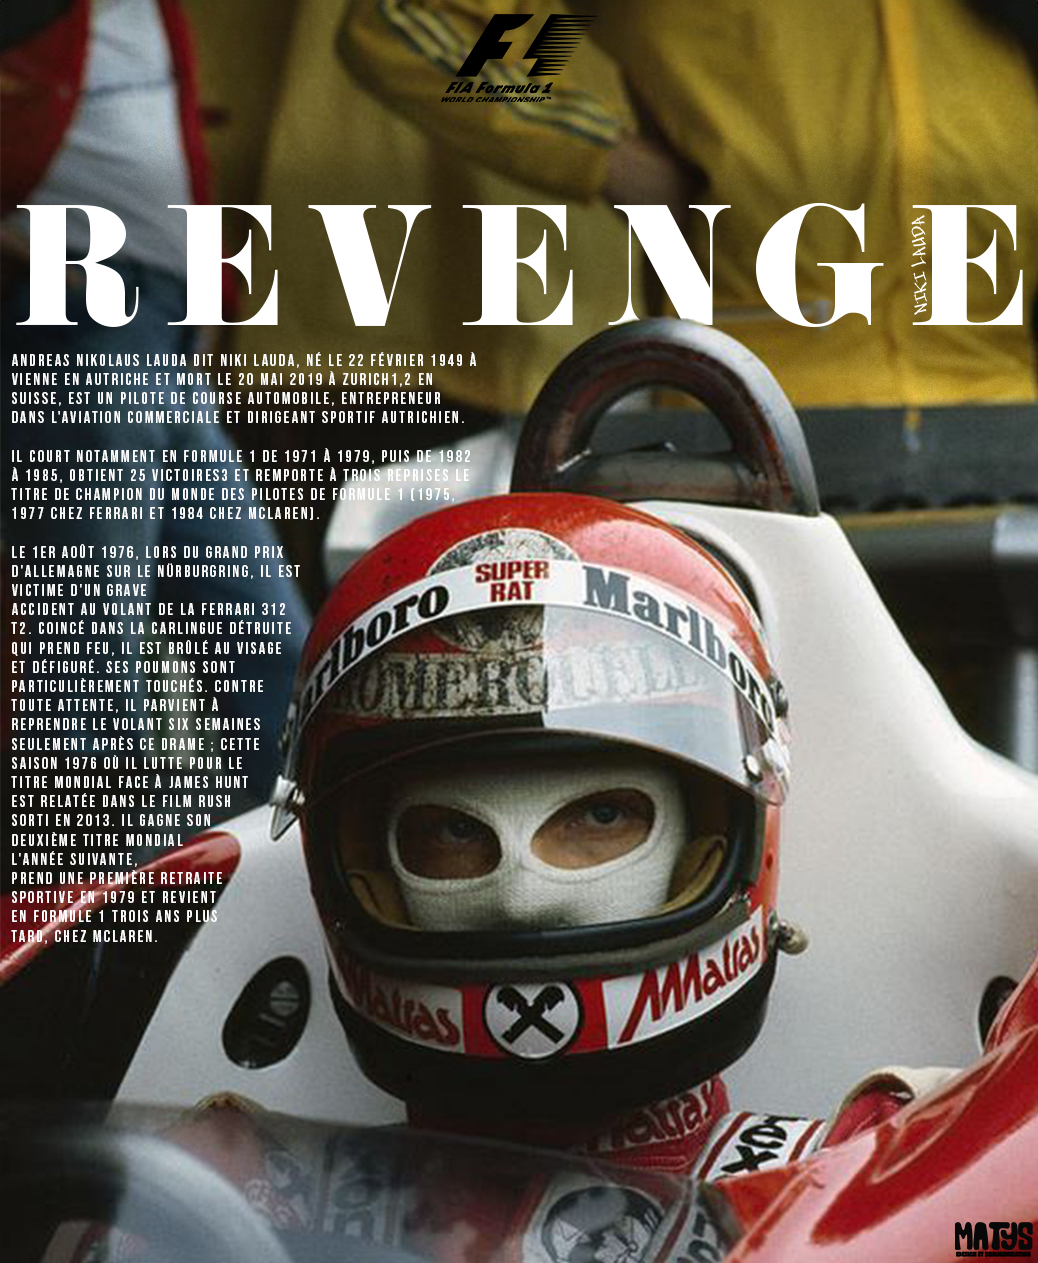 F1
FIA Formula 1
WORLD CHAMPIONSHIP™
REVENGE
NIKI LAUDA
ANDREAS NIKOLAUS LAUDA DIT NIKI LAUDA, NÉ LE 22 FÉVRIER 1949 À
VIENNE EN AUTRICHE ET MORT LE 20 MAI 2019 À ZURICH1,2 EN
SUISSE, EST UN PILOTE DE COURSE AUTOMOBILE, ENTREPRENEUR
DANS L'AVIATION COMMERCIALE ET DIRIGEANT SPORTIF AUTRICHIEN.
IL COURT NOTAMMENT EN FORMULE 1 DE 1971 À 1979, PUIS DE 1982
À 1985, OBTIENT 25 VICTOIRES3 ET REMPORTE À TROIS REPRISES LE
TITRE DE CHAMPION DU MONDE DES PILOTES DE FORMULE 1 (1975,
1977 CHEZ FERRARI ET 1984 CHEZ MCLAREN).
LE 1ER AOÛT 1976, LORS DU GRAND PRIX
D'ALLEMAGNE SUR LE NÜRBURGRING, IL EST
VICTIME D'UN GRAVE
ACCIDENT AU VOLANT DE LA FERRARI 312
T2. COINCÉ DANS LA CARLINGUE DÉTRUITE
QUI PREND FEU, IL EST BRÛLÉ AU VISAGE
ET DÉFIGURÉ. SES POUMONS SONT
PARTICULIÈREMENT TOUCHÉS. CONTRE
TOUTE ATTENTE, IL PARVIENT À
REPRENDRE LE VOLANT SIX SEMAINES
SEULEMENT APRÈS CE DRAME ; CETTE
SAISON 1976 OÙ IL LUTTE POUR LE
TITRE MONDIAL FACE À JAMES HUNT
EST RELATÉE DANS LE FILM RUSH
SORTI EN 2013. IL GAGNE SON
DEUXIÈME TITRE MONDIAL
L'ANNÉE SUIVANTE,
PREND UNE PREMIÈRE RETRAITE
SPORTIVE EN 1979 ET REVIENT
EN FORMULE 1 TROIS ANS PLUS
TARD, CHEZ MCLAREN.
SUPER
RAT
Marlboro Marlboro
Matras Matras
Matras
MATYS